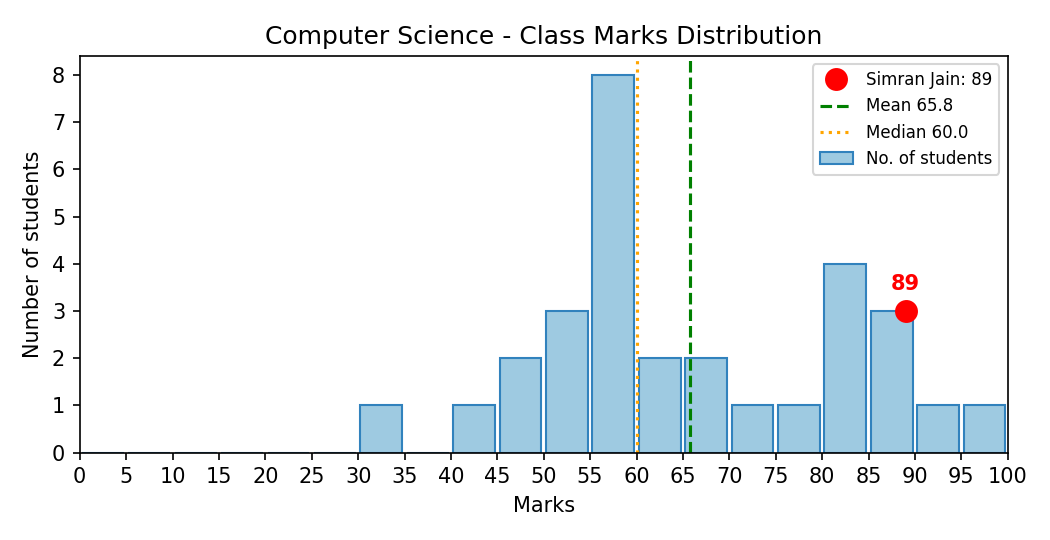 Computer Science - Class Marks Distribution
Number of students
8
7
6
5
4
3
2
1
0
Simran Jain: 89
Mean 65.8
Median 60.0
No. of students
89
0 5 10 15 20 25 30 35 40 45 50 55 60 65 70 75 80 85 90 95 100
Marks